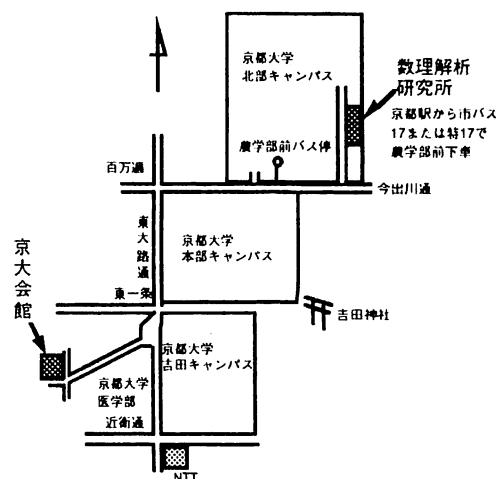 京都大学
北部キャンパス
数理解析
研究所
京都駅から市バス
17または特17で
農学部前下車
農学部前バス停
百万遍
今出川通
東大路通
京都大学
本部キャンパス
東一条
吉田神社
京大会館
京都大学
吉田キャンパス
京都大学
医学部
近衛通
NTT